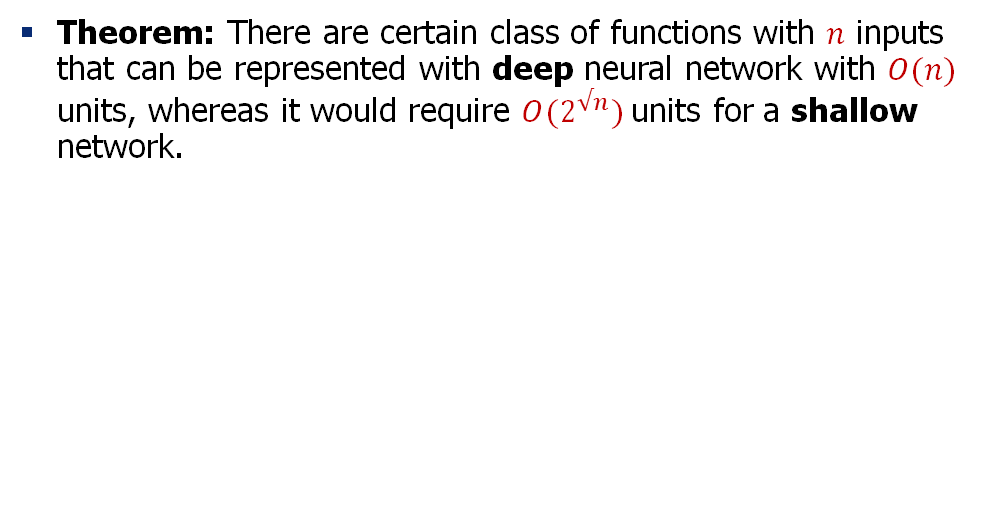 ▪ Theorem: There are certain class of functions with n inputs
that can be represented with deep neural network with O(n)
units, whereas it would require O(2^√n) units for a shallow
network.